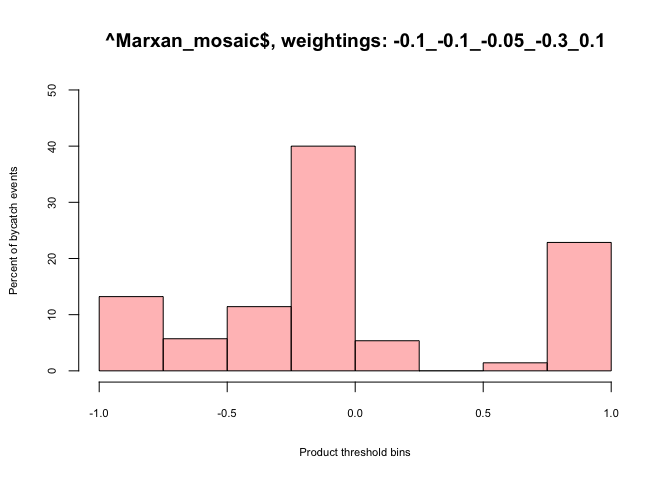 ^Marxan_mosaic$, weightings: -0.1_-0.1_-0.05_-0.3_0.1
50
40
30
20
10
0
Percent of bycatch events
-1.0 -0.5 0.0 0.5 1.0
Product threshold bins